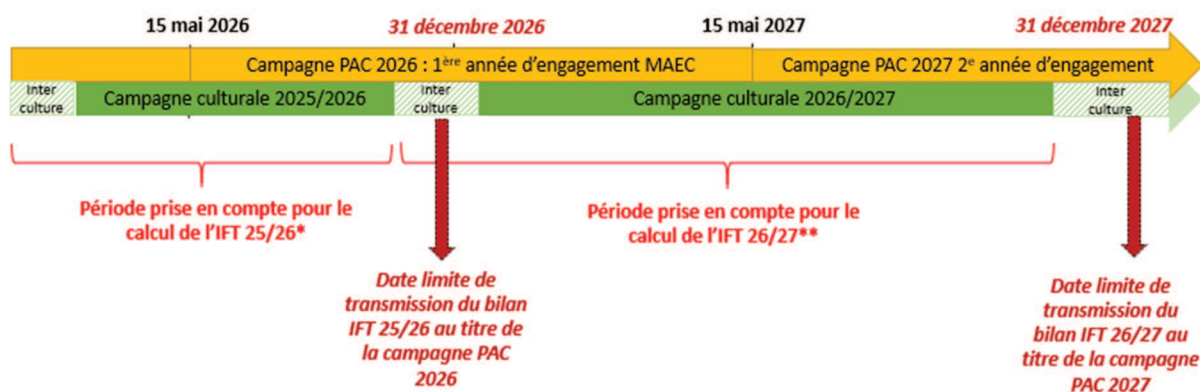 15 mai 2026
31 décembre 2026
15 mai 2027
31 décembre 2027
Campagne PAC 2026 : 1ère année d’engagement MAEC
Campagne PAC 2027 2e année d’engagement
Inter
culture
Campagne culturale 2025/2026
Inter
culture
Campagne culturale 2026/2027
Inter
culture
Période prise en compte pour le
calcul de l’IFT 25/26*
Période prise en compte pour le
calcul de l’IFT 26/27**
Date limite de
transmission du bilan
IFT 25/26 au titre de
la campagne PAC
2026
Date limite de
transmission du
bilan IFT 26/27 au
titre de la campagne
PAC 2027